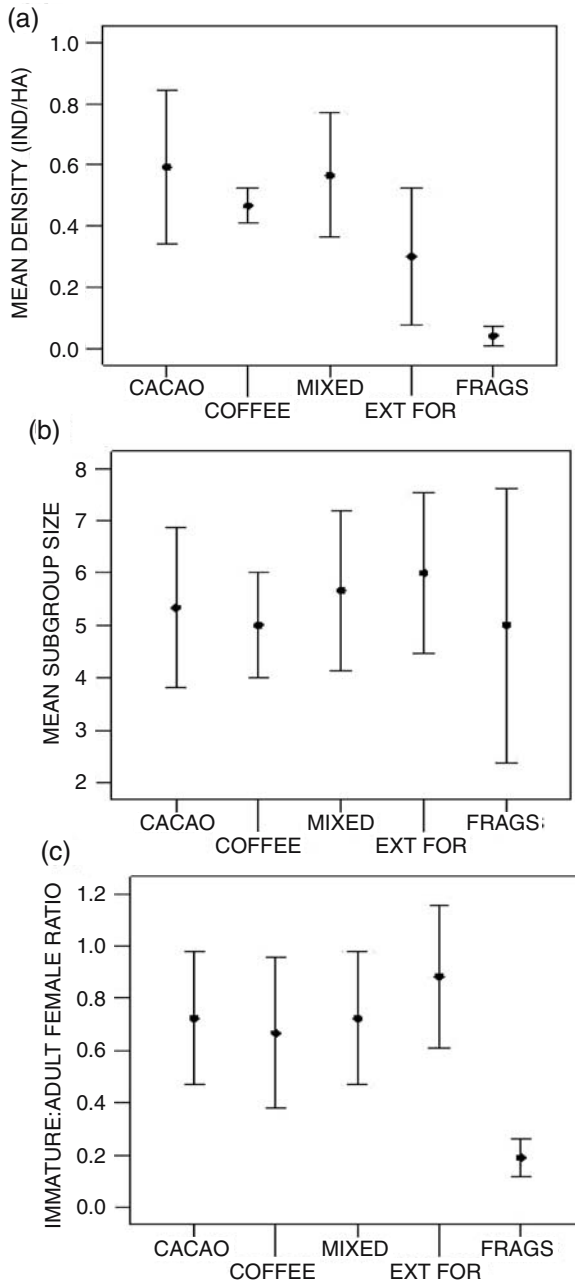 (a)
MEAN DENSITY (IND/HA)
1.0
0.8
0.6
0.4
0.2
0.0
CACAO MIXED FRAGS
COFFEE EXT FOR
(b)
MEAN SUBGROUP SIZE
8
7
6
5
4
3
2
CACAO MIXED FRAGS:
COFFEE EXT FOR
(c)
IMMATURE:ADULT FEMALE RATIO
1.2
1.0
0.8
0.6
0.4
0.2
0.0
CACAO MIXED FRAGS
COFFEE EXT FOR